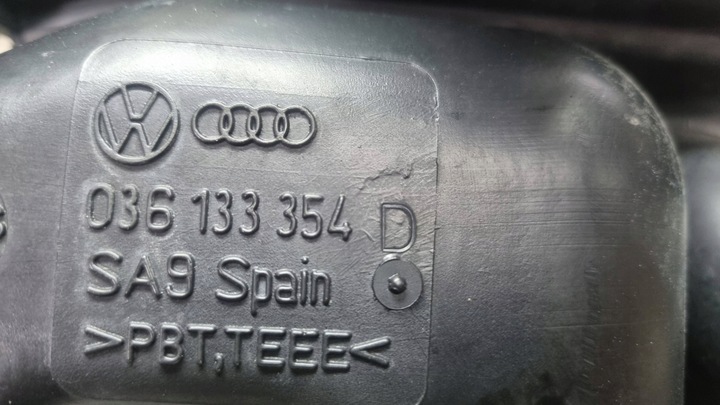 036 133 354 D
SA9 Spain
>PBT,TEEE<